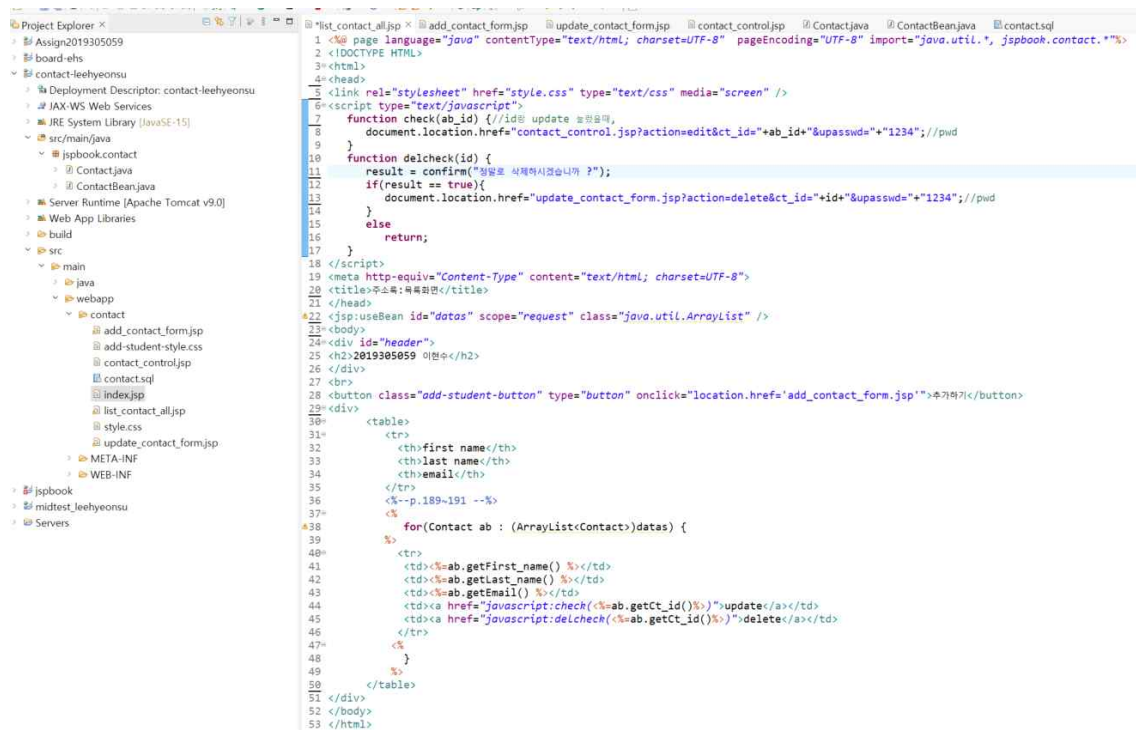 Project Explorer ×
Assign2019305059
board-ehs
contact-leehyeonsu
Deployment Descriptor: contact-leehyeonsu
JAX-WS Web Services
JRE System Library [JavaSE-15]
src/main/java
jspbook.contact
Contact.java
ContactBean.java
Server Runtime [Apache Tomcat v9.0]
Web App Libraries
build
src
main
java
webapp
contact
add_contact_form.jsp
add-student-style.css
contact_control.jsp
contact.sql
index.jsp
list_contact_all.jsp
style.css
update_contact_form.jsp
META-INF
WEB-INF
jspbook
midtest_leehyeonsu
Servers
*list_contact_all.jsp × add_contact_form.jsp update_contact_form.jsp contact_control.jsp Contact.java ContactBean.java contact.sql
1 <%@ page language="java" contentType="text/html; charset=UTF-8" pageEncoding="UTF-8" import="java.util.*, jspbook.contact.*"%>
2 <!DOCTYPE HTML>
3 <html>
4 <head>
5 <link rel="stylesheet" href="style.css" type="text/css" media="screen" />
6 <script type="text/javascript">
7 function check(ab_id) {//id랑 update 눌렀을때,
8 document.location.href="contact_control.jsp?action=edit&ct_id="+ab_id+"&upasswd="+"1234";//pwd
9 }
10 function delcheck(id) {
11 result = confirm("정말로 삭제하시겠습니까 ?");
12 if(result == true){
13 document.location.href="update_contact_form.jsp?action=delete&ct_id="+id+"&upasswd="+"1234";//pwd
14 }
15 else
16 return;
17 }
18 </script>
19 <meta http-equiv="Content-Type" content="text/html; charset=UTF-8">
20 <title>주소록:목록화면</title>
21 </head>
22 <jsp:useBean id="datas" scope="request" class="java.util.ArrayList" />
23 <body>
24 <div id="header">
25 <h2>2019305059 이현수</h2>
26 </div>
27 <br>
28 <button class="add-student-button" type="button" onclick="location.href='add_contact_form.jsp'">추가하기</button>
29 <div>
30 <table>
31 <tr>
32 <th>first name</th>
33 <th>last name</th>
34 <th>email</th>
35 </tr>
36 <%--p.189~191 --%>
37 <%
38 for(Contact ab : (ArrayList<Contact>)datas) {
39 %>
40 <tr>
41 <td><%=ab.getFirst_name() %></td>
42 <td><%=ab.getLast_name() %></td>
43 <td><%=ab.getEmail() %></td>
44 <td><a href="javascript:check(<%=ab.getCt_id()%>)">update</a></td>
45 <td><a href="javascript:delcheck(<%=ab.getCt_id()%>)">delete</a></td>
46 </tr>
47 <%
48 }
49 %>
50 </table>
51 </div>
52 </body>
53 </html>